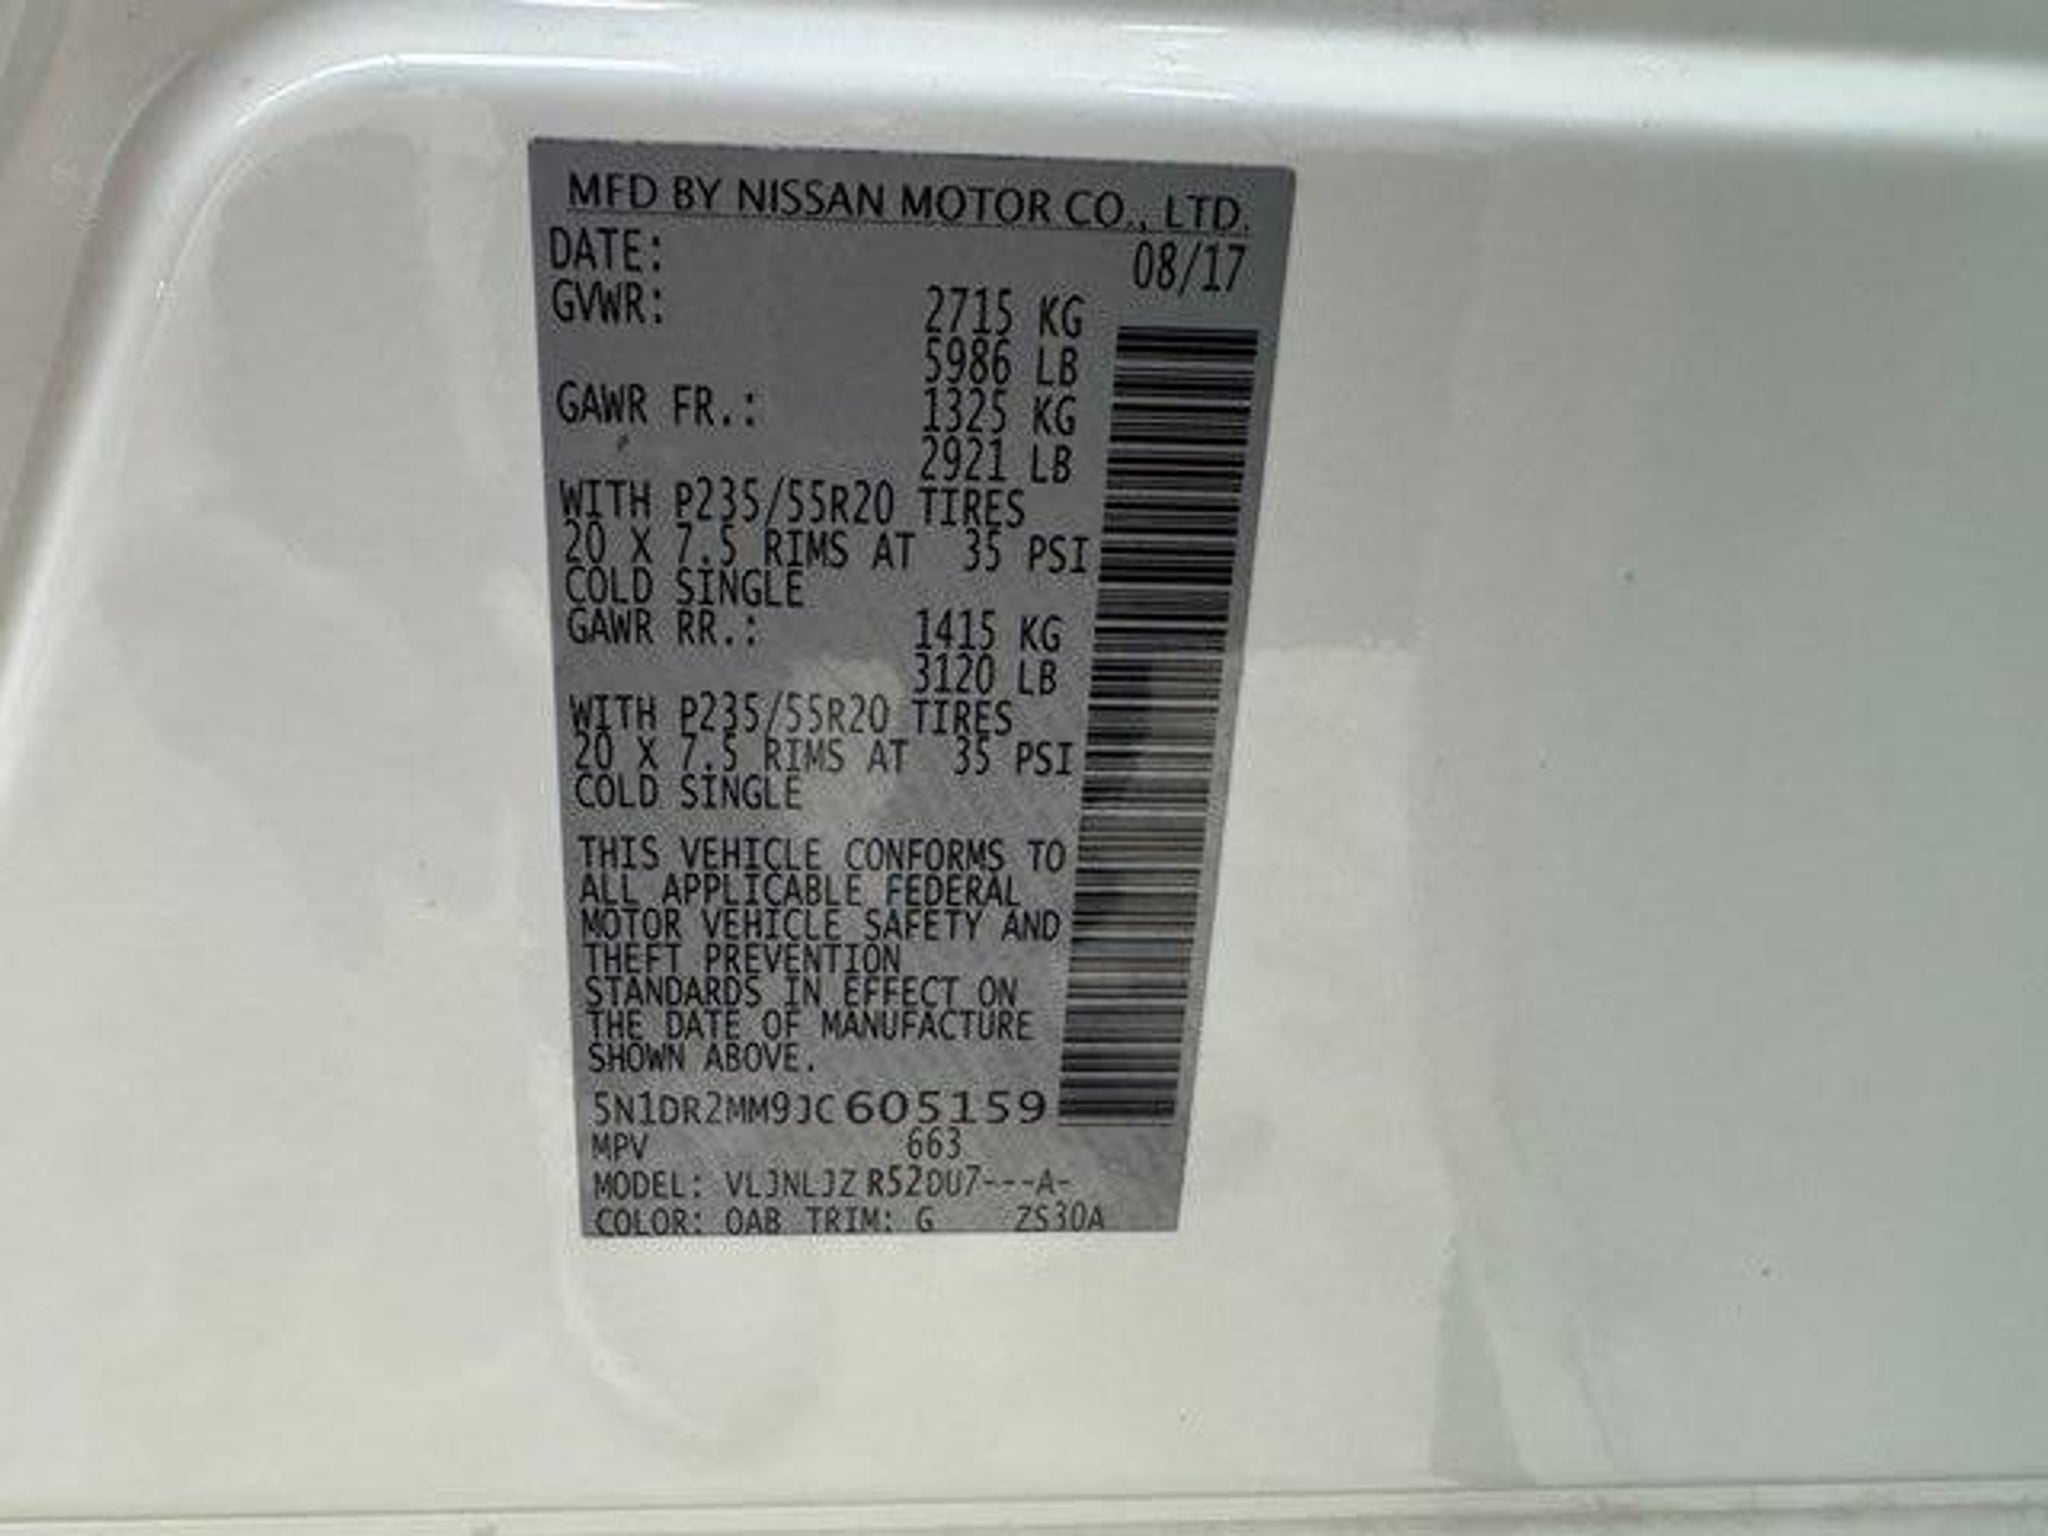 MFD BY NISSAN MOTOR CO., LTD.
DATE: 08/17
GVWR: 2715 KG
5986 LB
GAWR FR.: 1325 KG
2921 LB
WITH P235/55R20 TIRES
20 X 7.5 RIMS AT 35 PSI
COLD SINGLE
GAWR RR.: 1415 KG
3120 LB
WITH P235/55R20 TIRES
20 X 7.5 RIMS AT 35 PSI
COLD SINGLE
THIS VEHICLE CONFORMS TO
ALL APPLICABLE FEDERAL
MOTOR VEHICLE SAFETY AND
THEFT PREVENTION
STANDARDS IN EFFECT ON
THE DATE OF MANUFACTURE
SHOWN ABOVE.
5N1DR2MM9JC605159
MPV 663
MODEL: VLJNLJZ R52DU7---A-
COLOR: QAB TRIM: G ZS30A